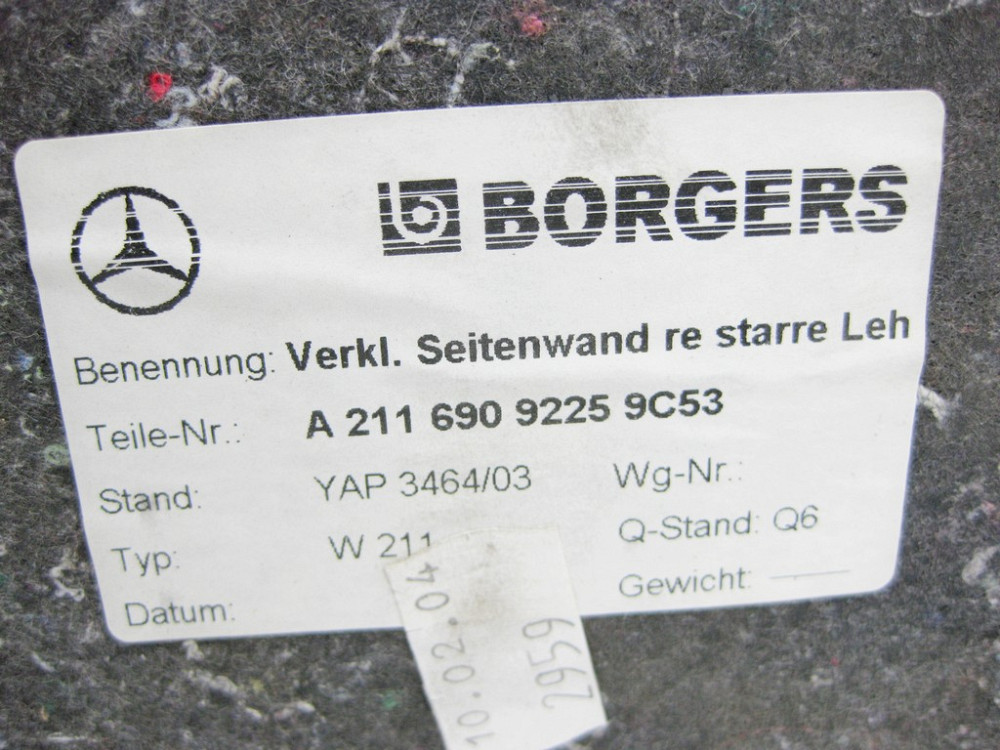 BORGERS
Benennung: Verkl. Seitenwand re starre Leh
Teile-Nr.: A 211 690 9225 9C53
Stand: YAP 3464/03 Wg-Nr.:
Typ: W 211 Q-Stand: Q6
Datum: Gewicht:
10.02.04
2959